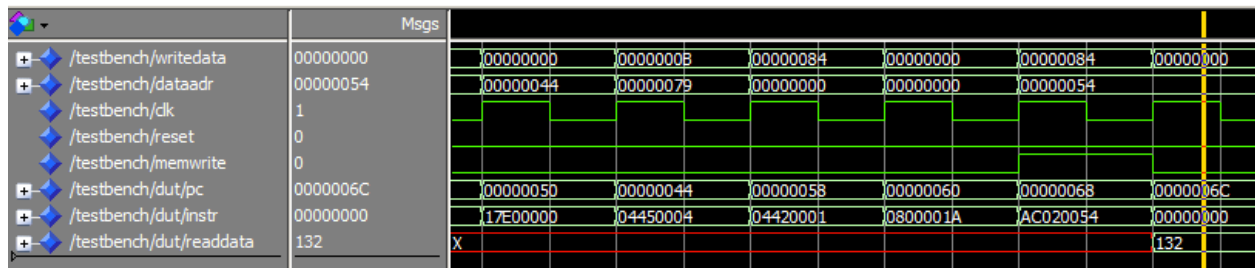 Msgs
/testbench/writedata 00000000 00000000 0000000B 00000084 00000000 00000084 00000000
/testbench/dataadr 00000054 00000044 00000079 00000000 00000000 00000054
/testbench/clk 1
/testbench/reset 0
/testbench/memwrite 0
/testbench/dut/pc 0000006C 00000050 00000044 00000058 00000060 00000068 0000006C
/testbench/dut/instr 00000000 17E00000 04450004 04420001 0800001A AC020054 00000000
/testbench/dut/readdata 132 X 132